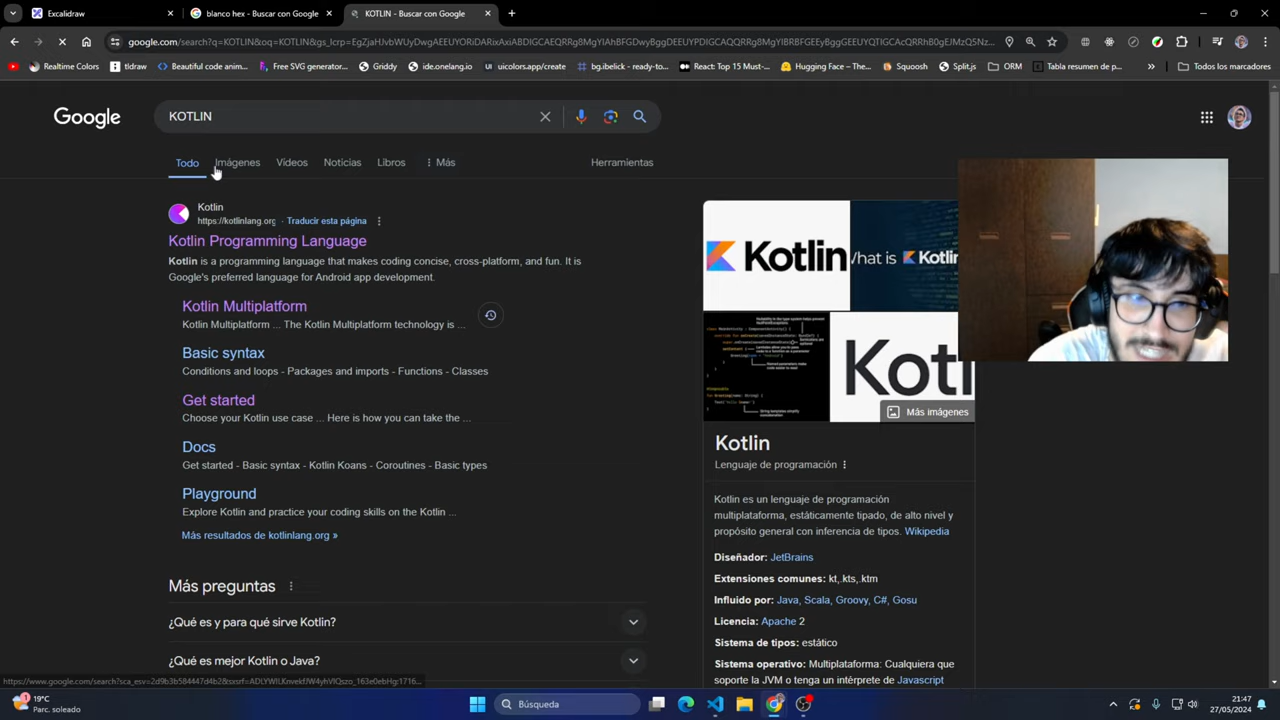 Excalidraw
blanco hex - Buscar con Google
KOTLIN - Buscar con Google
Realtime Colors
tldraw
Beautiful code anim...
Free SVG generator...
Griddy
ide.onelang.io
uicolors.app/create
bg.ibelick - ready-to...
React: Top 15 Must-...
Hugging Face – The...
Squoosh
Split.js
ORM
Tabla resumen de p...
Todos los marcadores
Google
KOTLIN
Todo
Imágenes
Videos
Noticias
Libros
Más
Herramientas
Kotlin
https://kotlinlang.org · Traducir esta página
Kotlin Programming Language
Kotlin is a programming language that makes coding concise, cross-platform, and fun. It is
Google's preferred language for Android app development.
Kotlin Multiplatform
Kotlin Multiplatform ... The Kotlin Multiplatform technology is ...
Basic syntax
Conditions and loops - Packages and imports - Functions - Classes
Get started
Choose your Kotlin use case ... Here is how you can take the ...
Docs
Get started - Basic syntax - Kotlin Koans - Coroutines - Basic types
Playground
Explore Kotlin and practice your coding skills on the Kotlin ...
Más resultados de kotlinlang.org »
Más preguntas
¿Qué es y para qué sirve Kotlin?
¿Qué es mejor Kotlin o Java?
Kotlin
What is Kotlin
Kotl
Más imágenes
Kotlin
Lenguaje de programación
Kotlin es un lenguaje de programación
multiplataforma, estáticamente tipado, de alto nivel y
propósito general con inferencia de tipos. Wikipedia
Diseñador: JetBrains
Extensiones comunes: kt,.kts, ktm
Influido por: Java, Scala, Groovy, C#, Gosu
Licencia: Apache 2
Sistema de tipos: estático
Sistema operativo: Multiplataforma: Cualquiera que
soporte la JVM o tenga un intérprete de Javascript
19°C
Parc. soleado
Búsqueda
21:47
27/05/2024